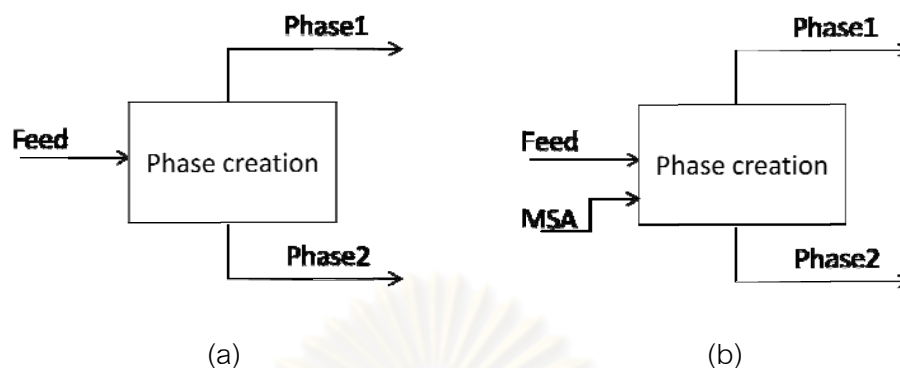 Phase1
Feed
Phase creation
Phase2
(a)
Phase1
Feed
Phase creation
MSA
Phase2
(b)